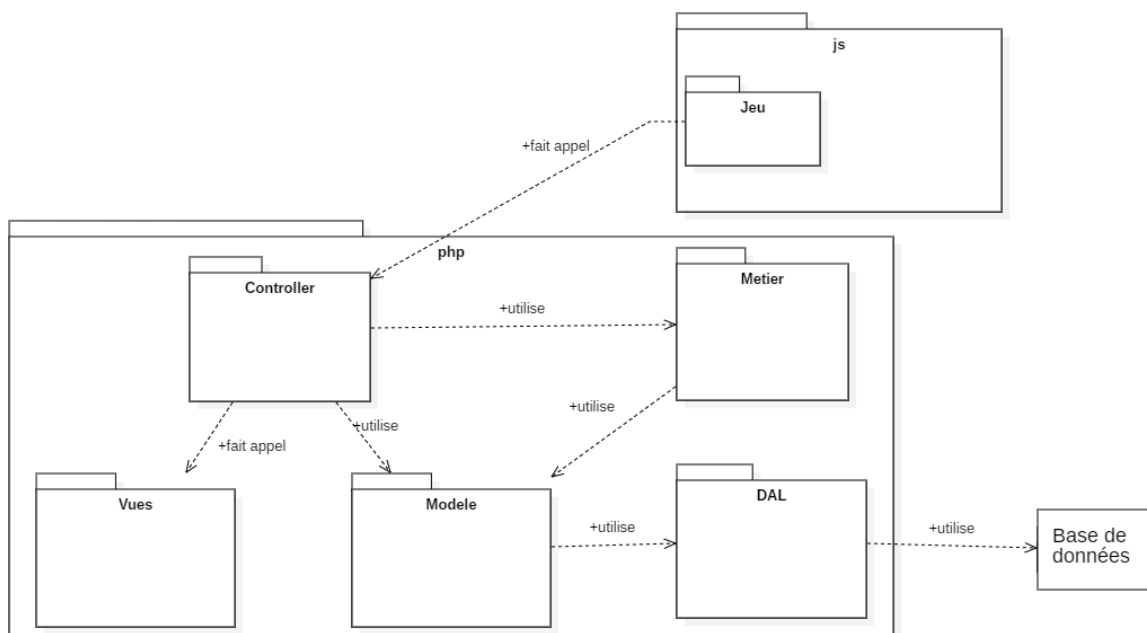 js
Jeu
+fait appel
php
Controller
Metier
+utilise
+utilise
+utilise
+fait appel
Vues
Modele
DAL
+utilise
+utilise
Base de
données